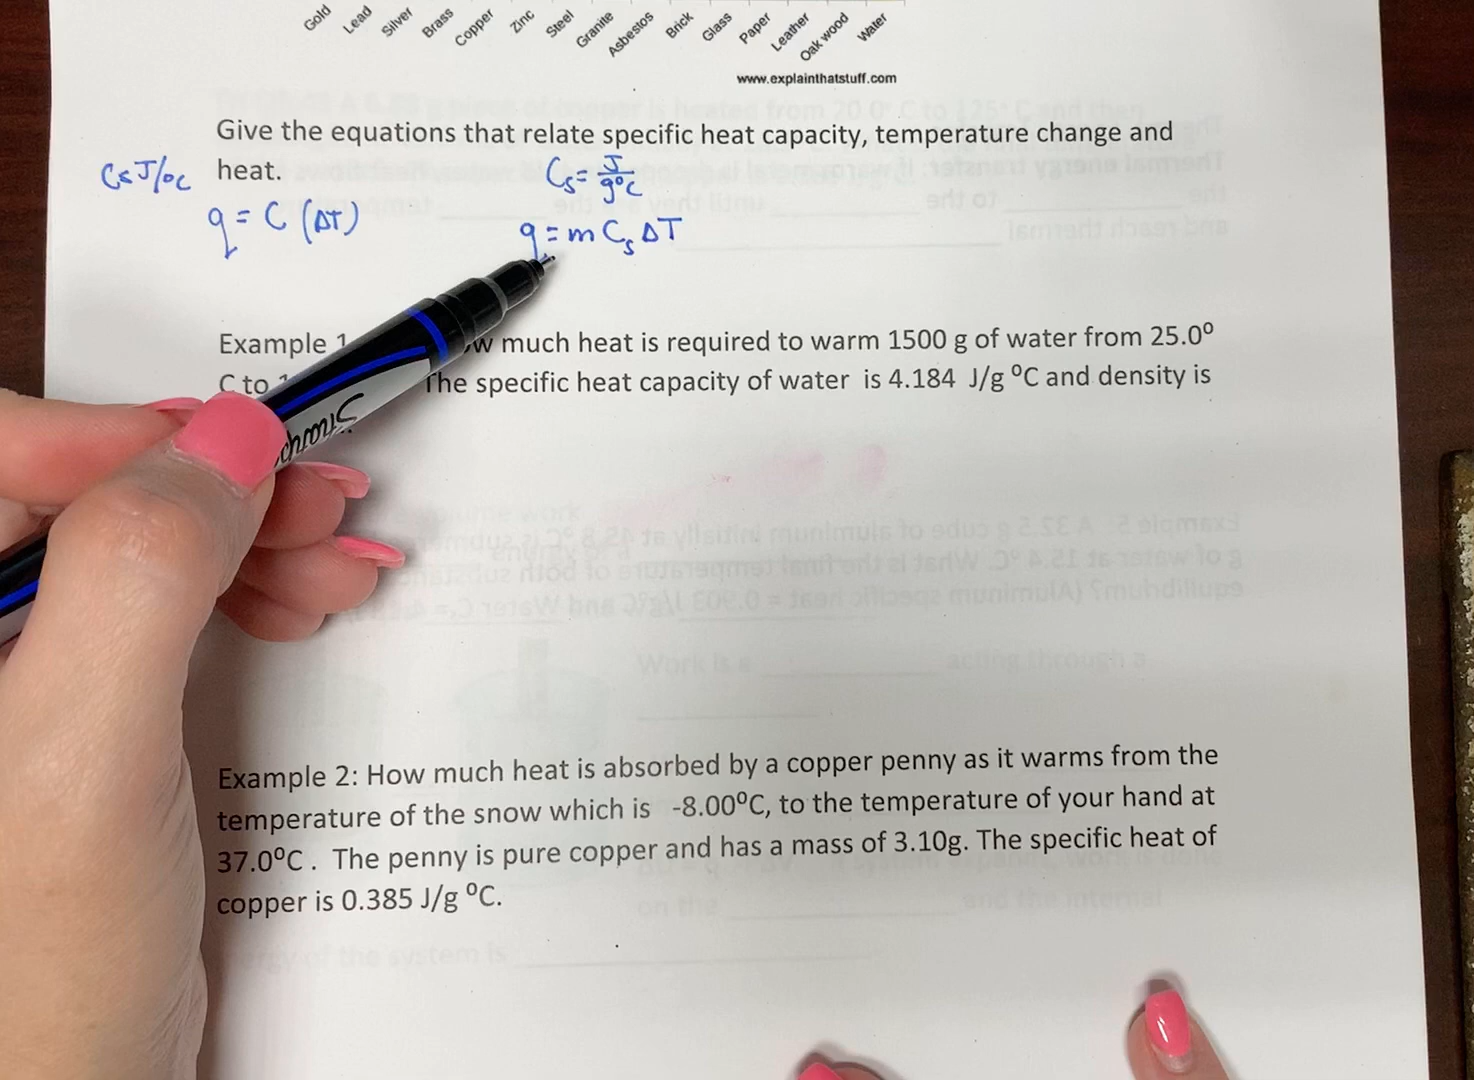 Gold Lead Silver Brass Copper Zinc Steel Granite Asbestos Brick Glass Paper Leather Oak wood Water
www.explainthatstuff.com
Give the equations that relate specific heat capacity, temperature change and
heat.
C= J/°C
Cs= J/g°C
q = C (ΔT)
q = m Cs ΔT
Example 1 much heat is required to warm 1500 g of water from 25.0⁰
C to The specific heat capacity of water is 4.184 J/g ⁰C and density is
Sharp
Example 2: How much heat is absorbed by a copper penny as it warms from the
temperature of the snow which is -8.00⁰C, to the temperature of your hand at
37.0⁰C . The penny is pure copper and has a mass of 3.10g. The specific heat of
copper is 0.385 J/g ⁰C.